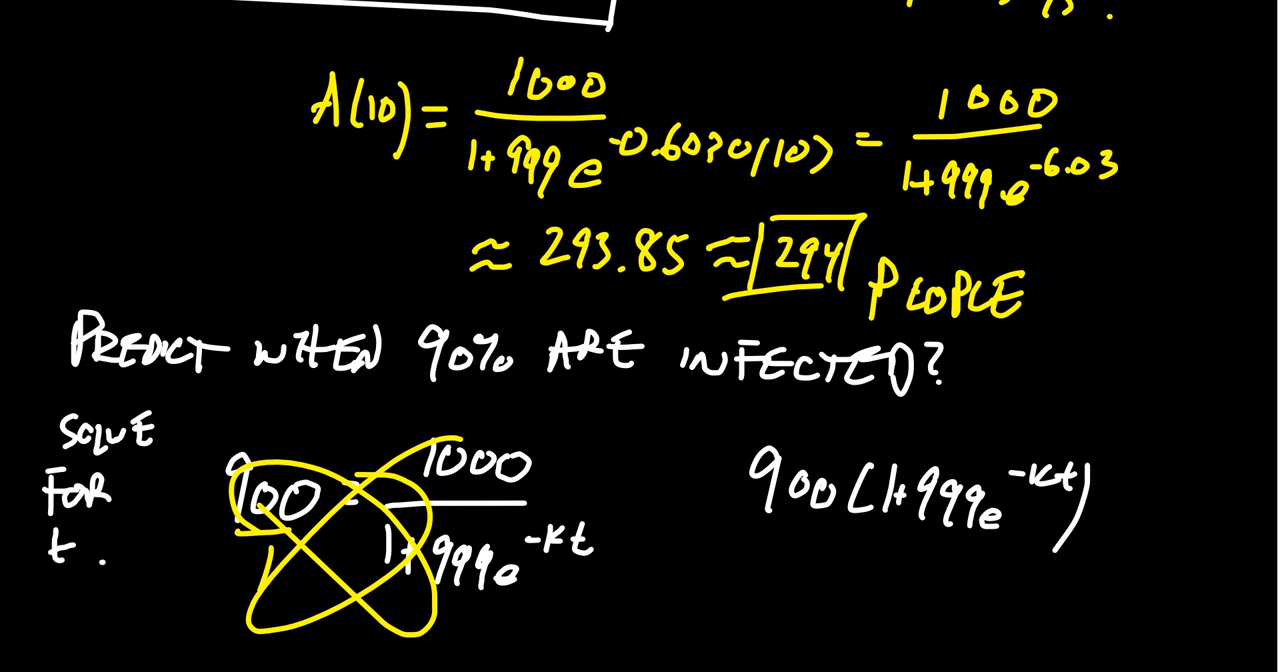 A(10) = 1000 / 1+999e^-0.6030(10) = 1000 / 1+999e^-6.03
≈ 293.85 ≈ 294 PEOPLE
PREDICT WHEN 90% ARE INFECTED?
SOLVE FOR t.
900 = 1000 / 1+999e^-kt
900(1+999e^-kt)